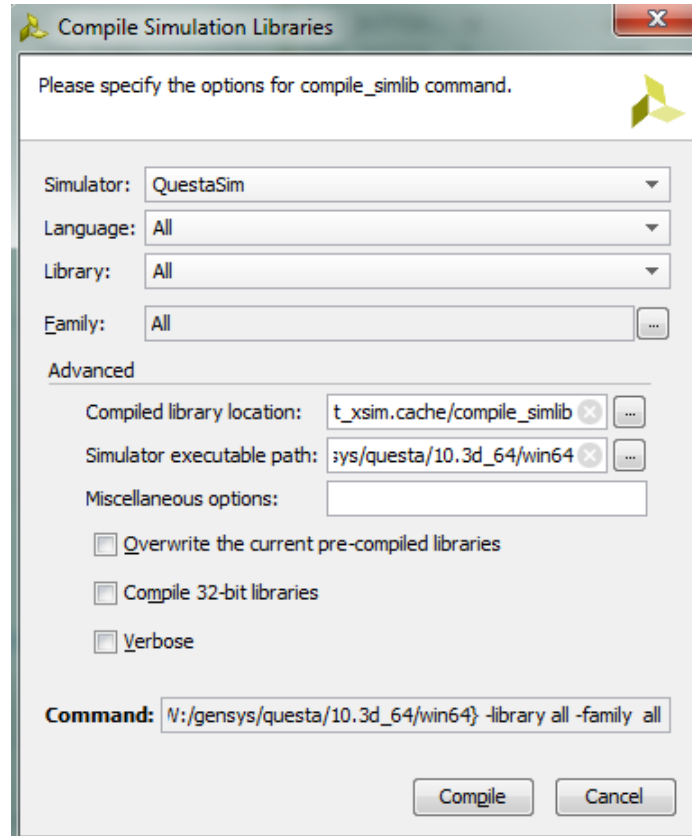 Compile Simulation Libraries
Please specify the options for compile_simlib command.
Simulator: QuestaSim
Language: All
Library: All
Family: All ...
Advanced
Compiled library location: t_xsim.cache/compile_simlib ...
Simulator executable path: sys/questa/10.3d_64/win64 ...
Miscellaneous options:
Overwrite the current pre-compiled libraries
Compile 32-bit libraries
Verbose
Command: W:/gensys/questa/10.3d_64/win64} -library all -family all
Compile Cancel